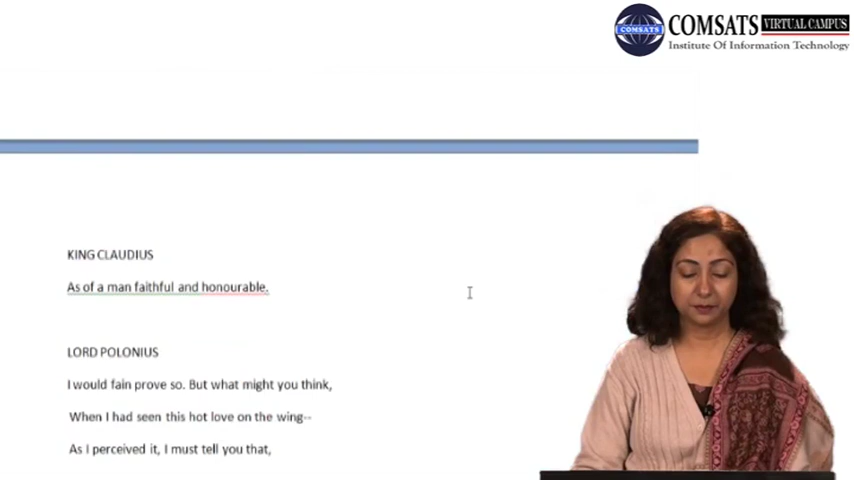 COMSATS VIRTUAL CAMPUS
COMSATS
Institute Of Information Technology
KING CLAUDIUS
As of a man faithful and honourable.
LORD POLONIUS
I would fain prove so. But what might you think,
When I had seen this hot love on the wing--
As I perceived it, I must tell you that,